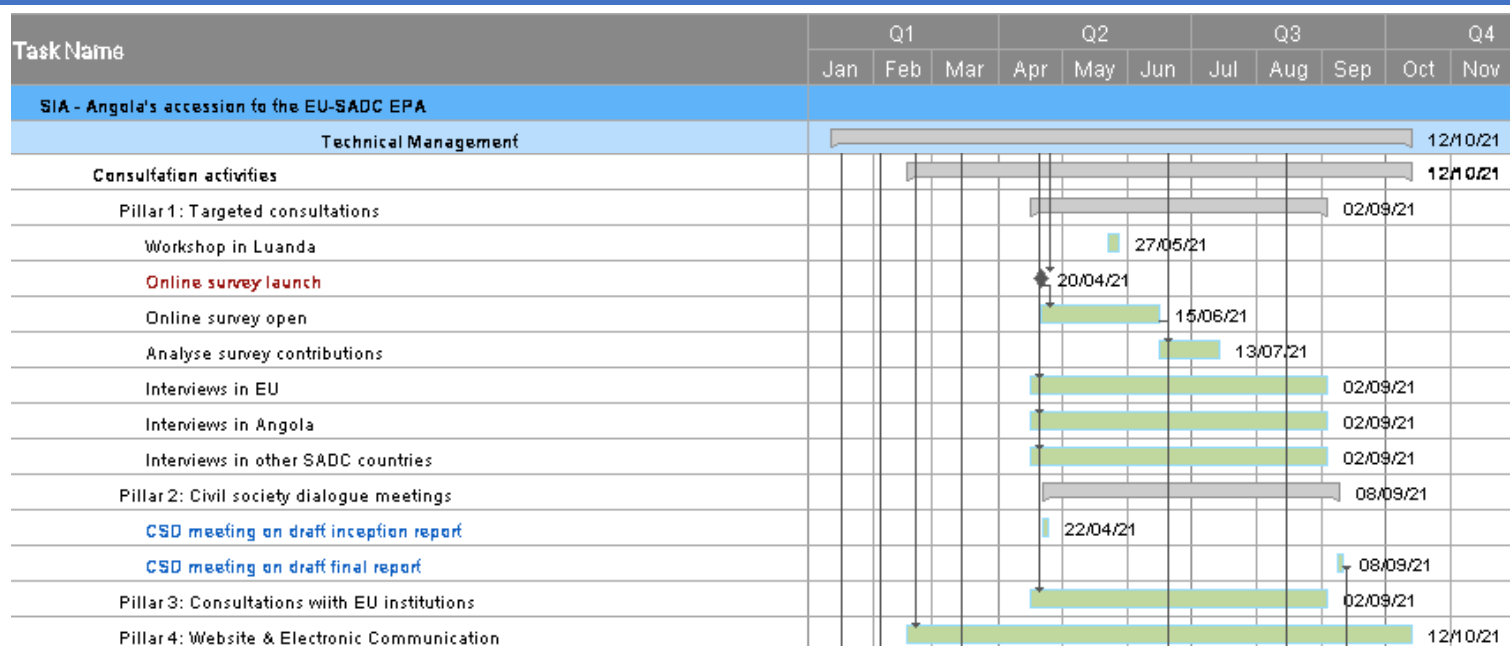 Task Name
Q1 Q2 Q3 Q4
Jan Feb Mar Apr May Jun Jul Aug Sep Oct Nov
SIA - Angola's accession to the EU-SADC EPA
Technical Management 12/10/21
Consultation activities 12/10/21
Pillar 1: Targeted consultations 02/09/21
Workshop in Luanda 27/05/21
Online survey launch 20/04/21
Online survey open 15/06/21
Analyse survey contributions 13/07/21
Interviews in EU 02/09/21
Interviews in Angola 02/09/21
Interviews in other SADC countries 02/09/21
Pillar 2: Civil society dialogue meetings 08/09/21
CSD meeting on draft inception report 22/04/21
CSD meeting on draft final report 08/09/21
Pillar 3: Consultations wiith EU institutions 02/09/21
Pillar 4: Website & Electronic Communication 12/10/21